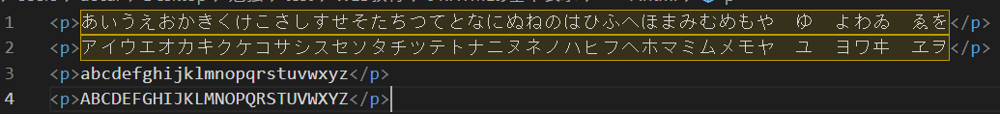 1 <p>あいうえおかきくけこさしすせそたちつてとなにぬねのはひふへほまみむめもや　ゆ　よわゐ　ゑを</p>
2 <p>アイウエオカキクケコサシスセソタチツテトナニヌネノハヒフヘホマミムメモヤ　ユ　ヨワヰ　ヱヲ</p>
3 <p>abcdefghijklmnopqrstuvwxyz</p>
4 <p>ABCDEFGHIJKLMNOPQRSTUVWXYZ</p>